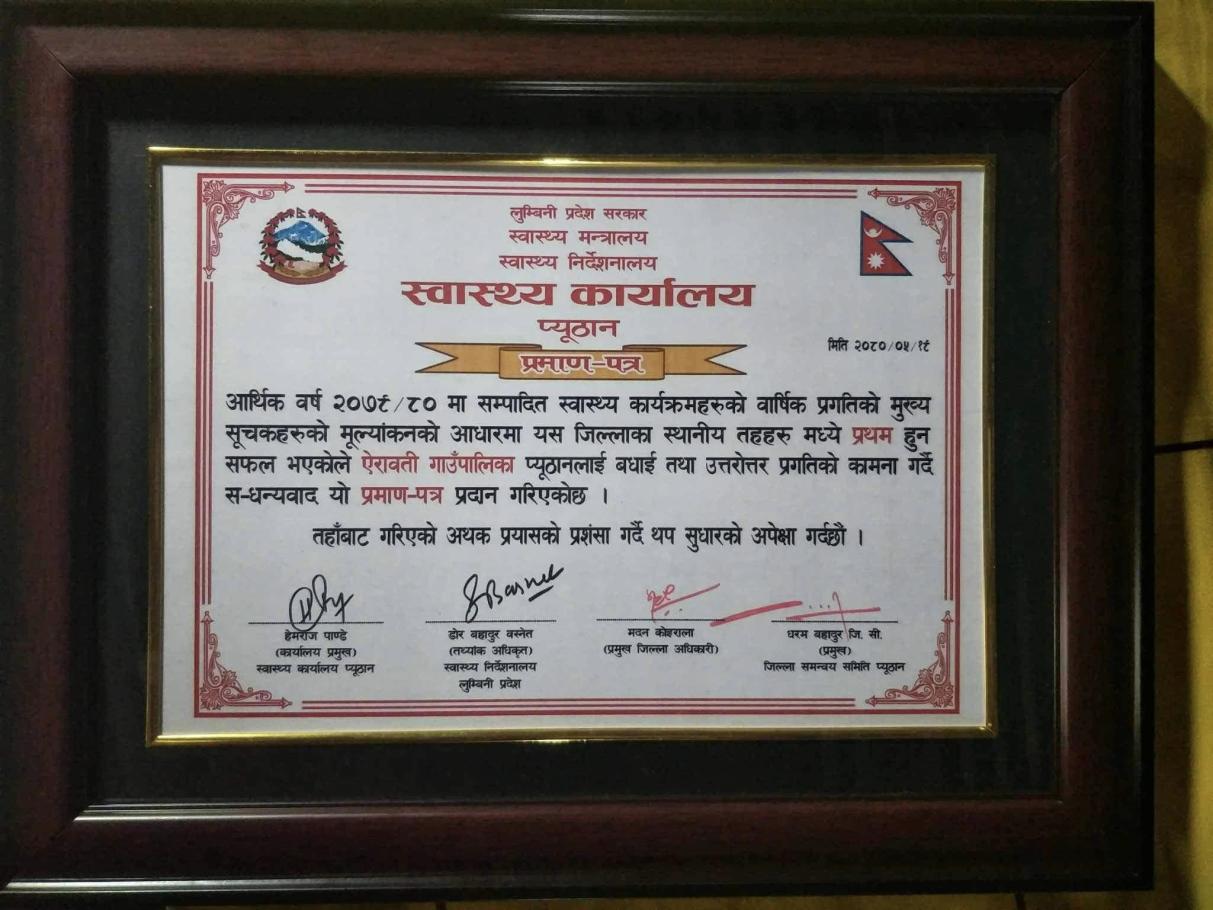 लुम्बिनी प्रदेश सरकार
स्वास्थ्य मन्त्रालय
स्वास्थ्य निर्देशनालय
स्वास्थ्य कार्यालय
प्यूठान
मिति २०८०/०५/१९
प्रमाण-पत्र
आर्थिक वर्ष २०७९/८० मा सम्पादित स्वास्थ्य कार्यक्रमहरुको वार्षिक प्रगतिको मुख्य
सूचकहरुको मूल्यांकनको आधारमा यस जिल्लाका स्थानीय तहहरु मध्ये प्रथम हुन
सफल भएकोले ऐरावती गाउँपालिका प्यूठानलाई बधाई तथा उत्तरोत्तर प्रगतिको कामना गर्दै
स-धन्यवाद यो प्रमाण-पत्र प्रदान गरिएकोछ ।
तहाँबाट गरिएको अथक प्रयासको प्रशंसा गर्दै थप सुधारको अपेक्षा गर्दछौ ।
हेमराज पाण्डे
(कार्यालय प्रमुख)
स्वास्थ्य कार्यालय प्यूठान
डोर बहादुर बस्नेत
(तथ्यांक अधिकृत)
स्वास्थ्य निर्देशनालय
लुम्बिनी प्रदेश
मदन कोइराला
(प्रमुख जिल्ला अधिकारी)
धरम बहादुर जि. सी.
(प्रमुख)
जिल्ला समन्वय समिति प्यूठान